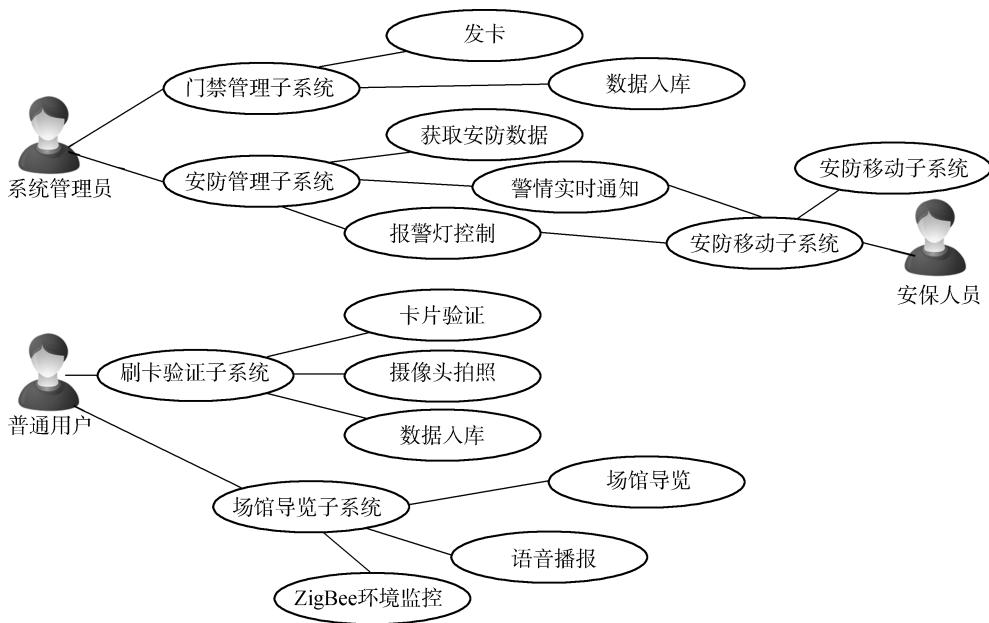 发卡
门禁管理子系统
数据入库
获取安防数据
系统管理员
安防管理子系统
警情实时通知
安防移动子系统
报警灯控制
安防移动子系统
安保人员
卡片验证
刷卡验证子系统
摄像头拍照
普通用户
数据入库
场馆导览
场馆导览子系统
语音播报
ZigBee环境监控